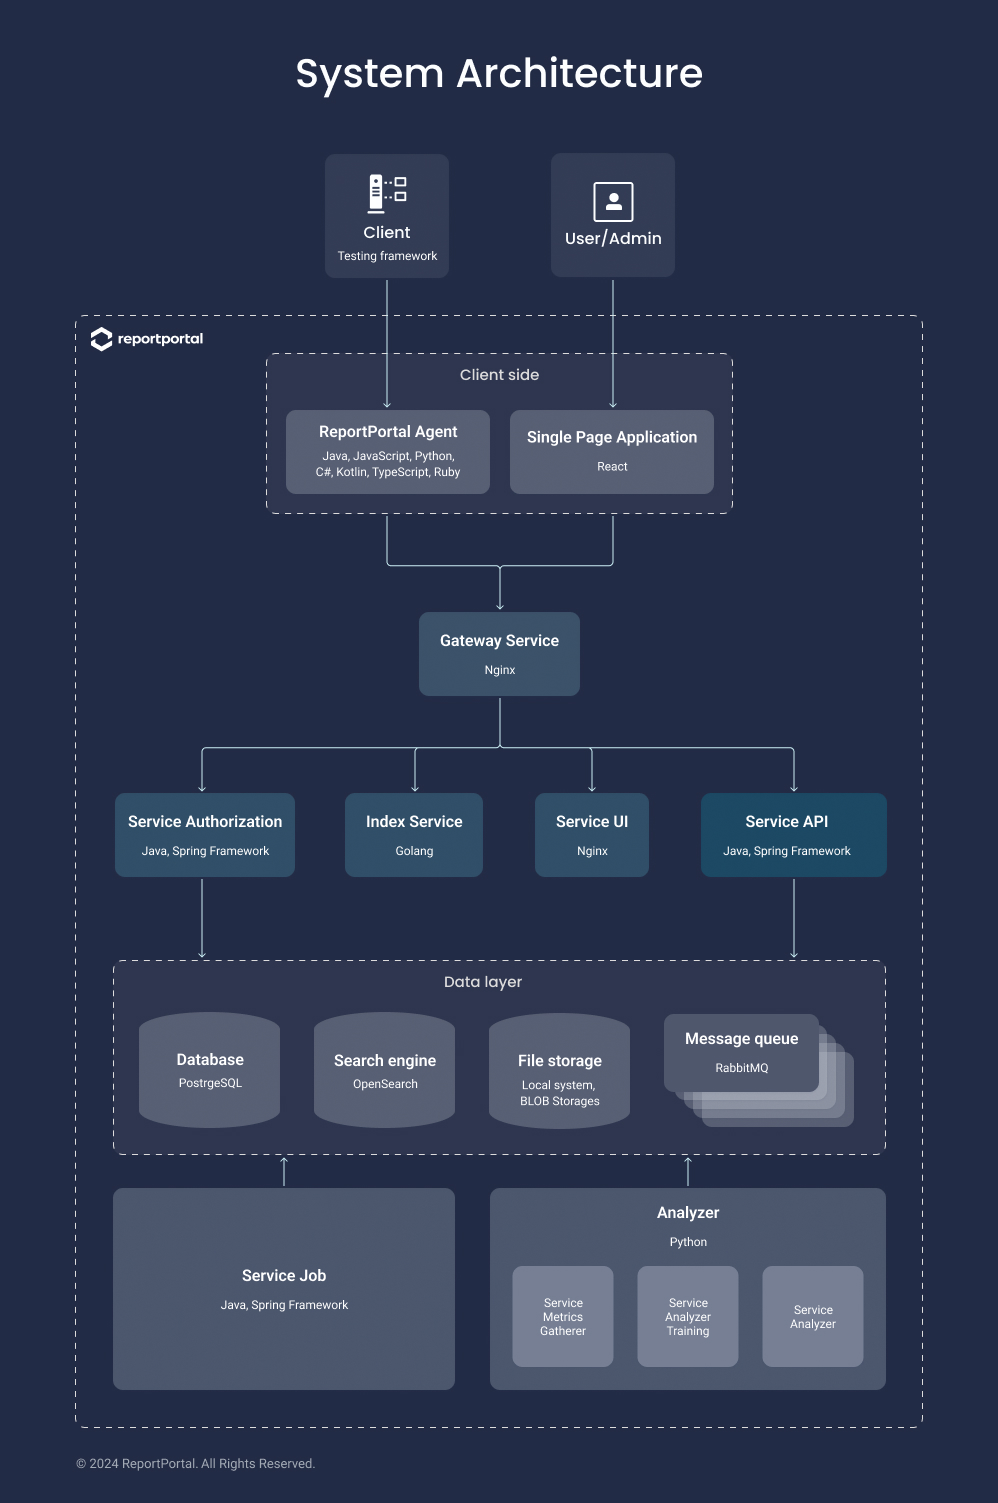 System Architecture
Client
Testing framework
User/Admin
reportportal
Client side
ReportPortal Agent
Java, JavaScript, Python,
C#, Kotlin, TypeScript, Ruby
Single Page Application
React
Gateway Service
Nginx
Service Authorization
Java, Spring Framework
Index Service
Golang
Service UI
Nginx
Service API
Java, Spring Framework
Data layer
Database
PostrgeSQL
Search engine
OpenSearch
File storage
Local system,
BLOB Storages
Message queue
RabbitMQ
Service Job
Java, Spring Framework
Analyzer
Python
Service
Metrics
Gatherer
Service
Analyzer
Training
Service
Analyzer
© 2024 ReportPortal. All Rights Reserved.